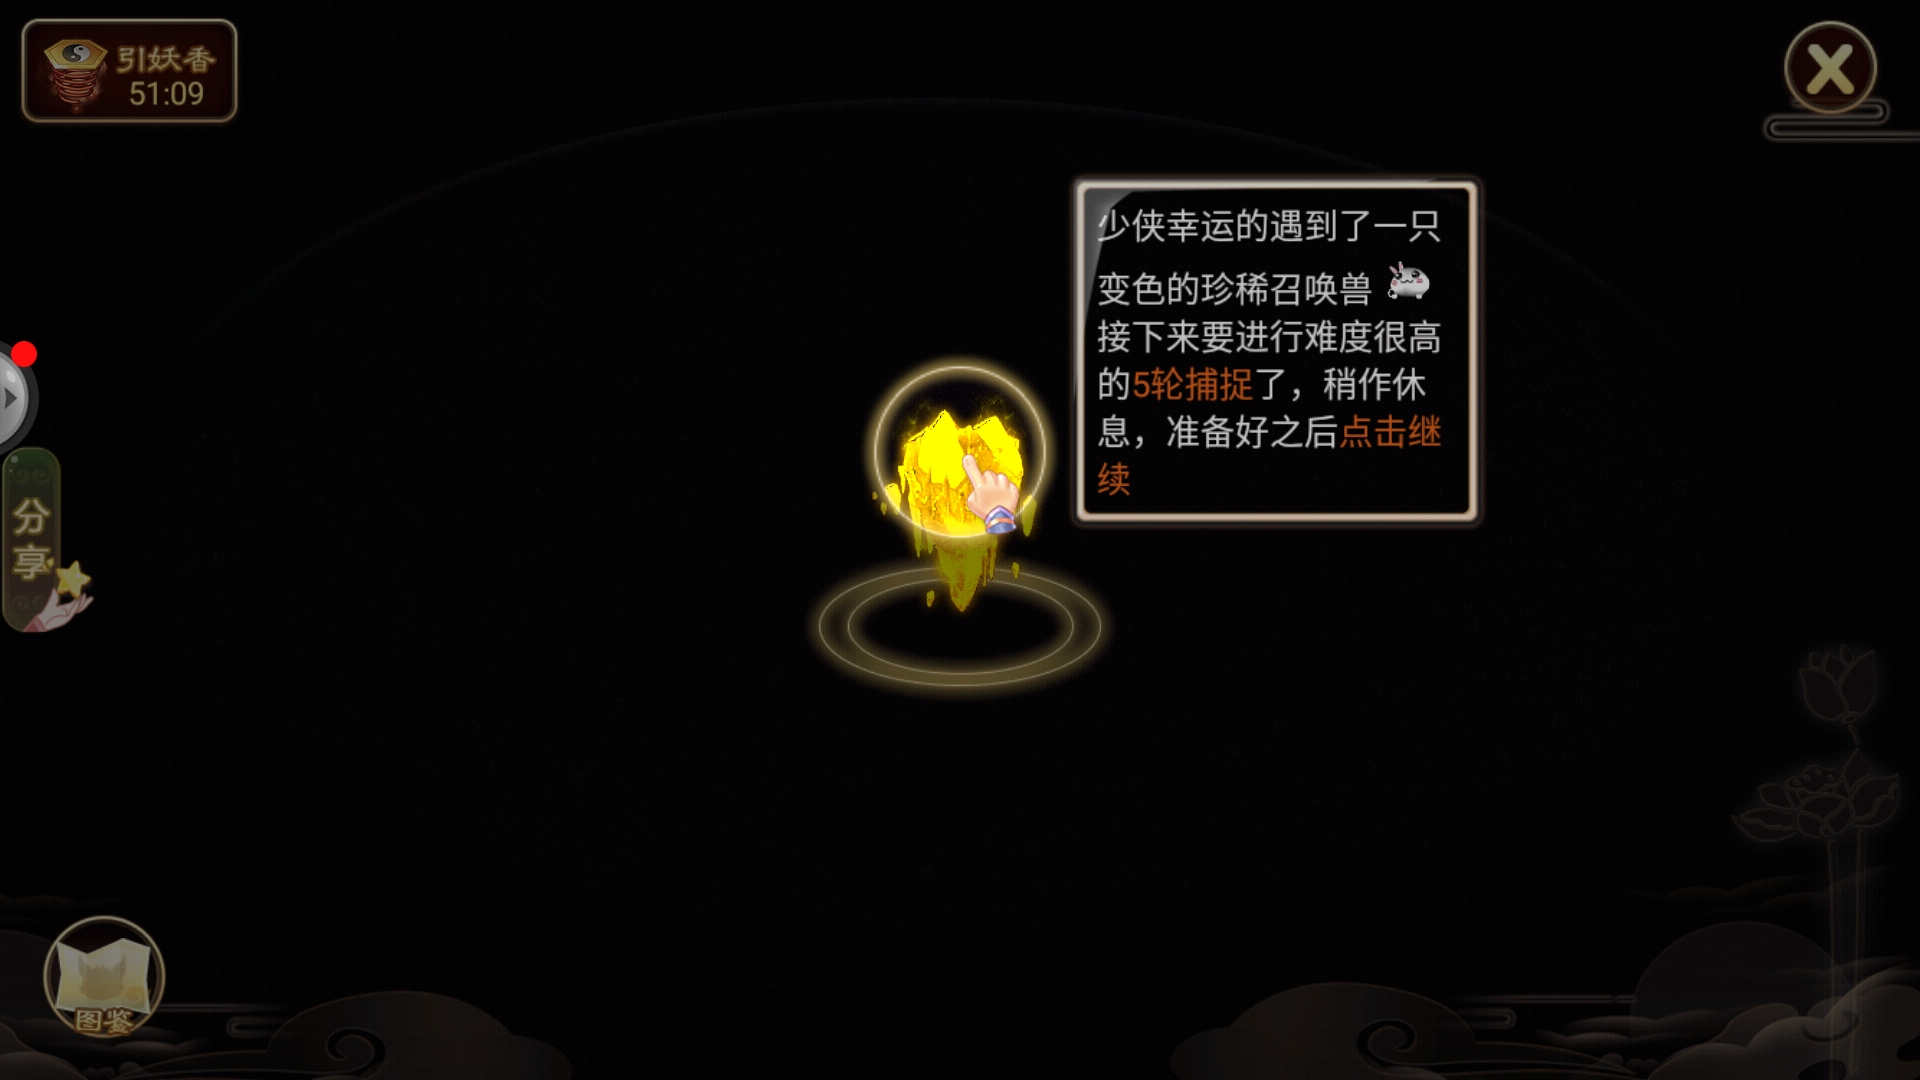 引妖香
51:09
少侠幸运的遇到了一只
变色的珍稀召唤兽
接下来要进行难度很高
的5轮捕捉了，稍作休
息，准备好之后点击继
续
分
享
图鉴